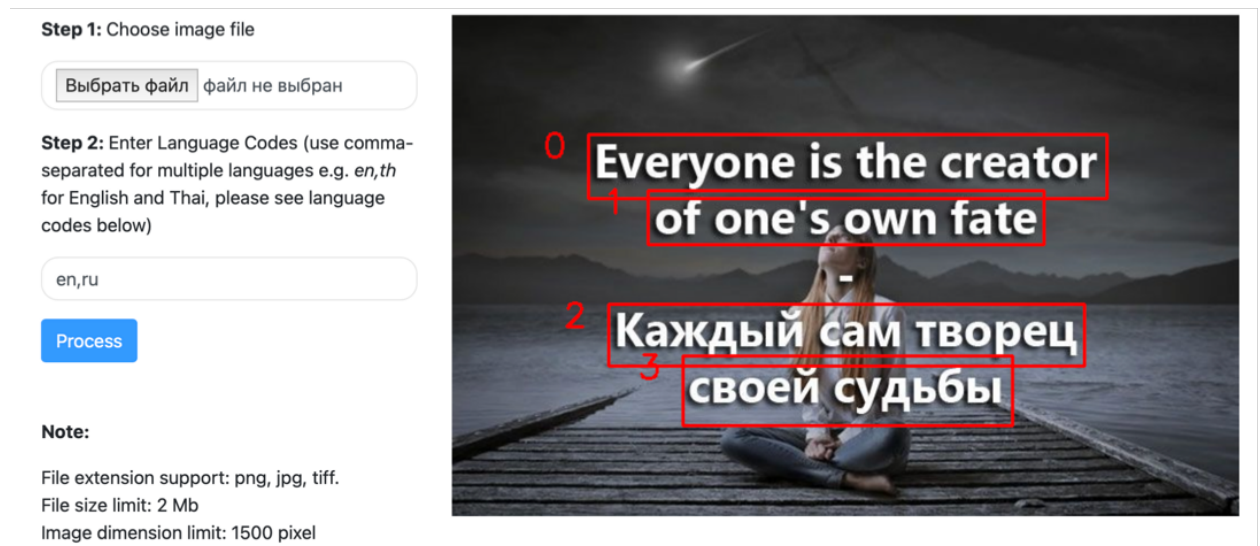 Step 1: Choose image file
Выбрать файл файл не выбран
Step 2: Enter Language Codes (use comma-
separated for multiple languages e.g. en,th
for English and Thai, please see language
codes below)
en,ru
Process
Note:
File extension support: png, jpg, tiff.
File size limit: 2 Mb
Image dimension limit: 1500 pixel
0
Everyone is the creator
1
of one's own fate
-
2
Каждый сам творец
3
своей судьбы